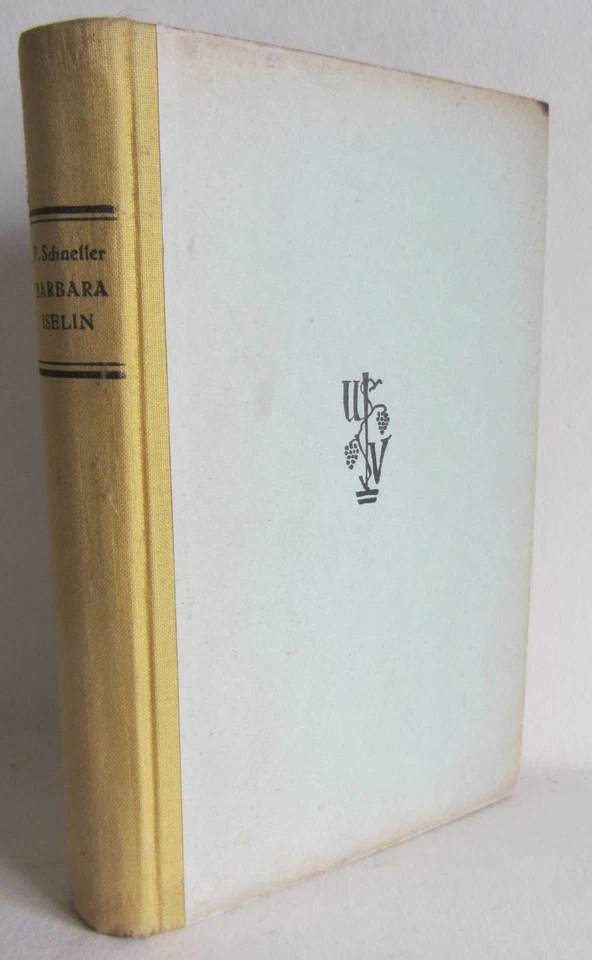 P. Schneller
BARBARA
ISELIN
U
V